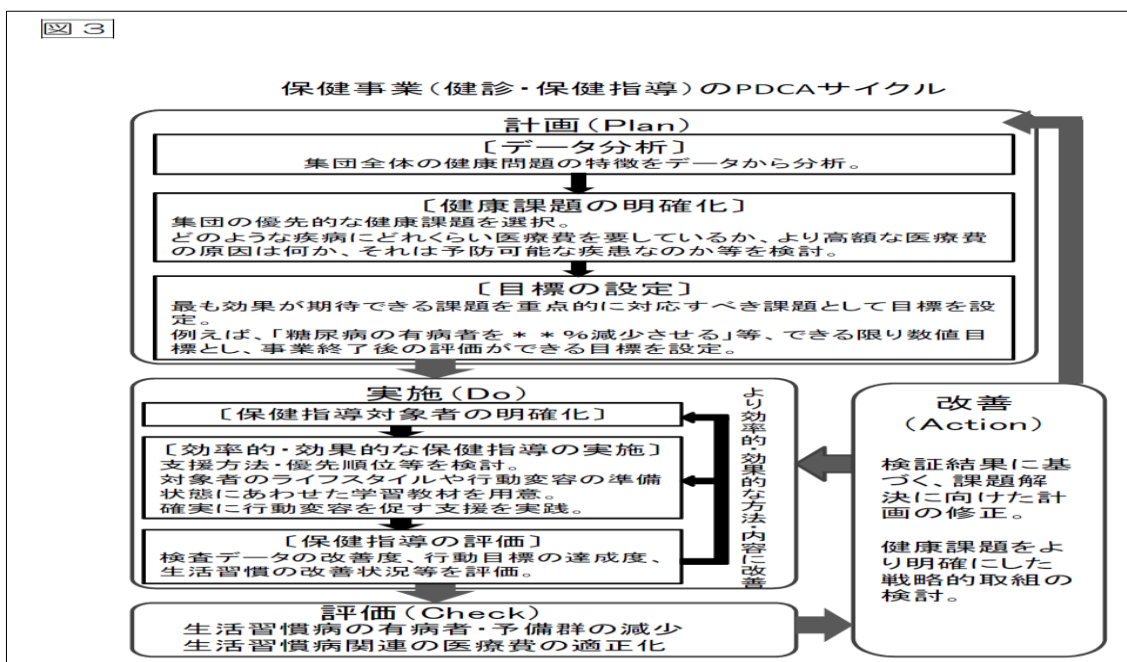 図３
保健事業(健診・保健指導)のPDCAサイクル
計画(Plan)
［データ分析］
集団全体の健康問題の特徴をデータから分析。
［健康課題の明確化］
集団の優先的な健康課題を選択。
どのような疾病にどれくらい医療費を要しているか、より高額な医療費
の原因は何か、それは予防可能な疾患なのか等を検討。
［目標の設定］
最も効果が期待できる課題を重点的に対応すべき課題として目標を設
定。
例えば、「糖尿病の有病者を＊＊％減少させる」等、できる限り数値目
標とし、事業終了後の評価ができる目標を設定。
実施(Do)
［保健指導対象者の明確化］
［効率的・効果的な保健指導の実施］
支援方法・優先順位等を検討。
対象者のライフスタイルや行動変容の準備
状態にあわせた学習教材を用意。
確実に行動変容を促す支援を実践。
［保健指導の評価］
検査データの改善度、行動目標の達成度、
生活習慣の改善状況等を評価。
より効率的・効果的な方法・内容に改善
評価(Check)
生活習慣病の有病者・予備群の減少
生活習慣病関連の医療費の適正化
改善
(Action)
検証結果に基
づく、課題解
決に向けた計
画の修正。
健康課題をよ
り明確にした
戦略的取組の
検討。